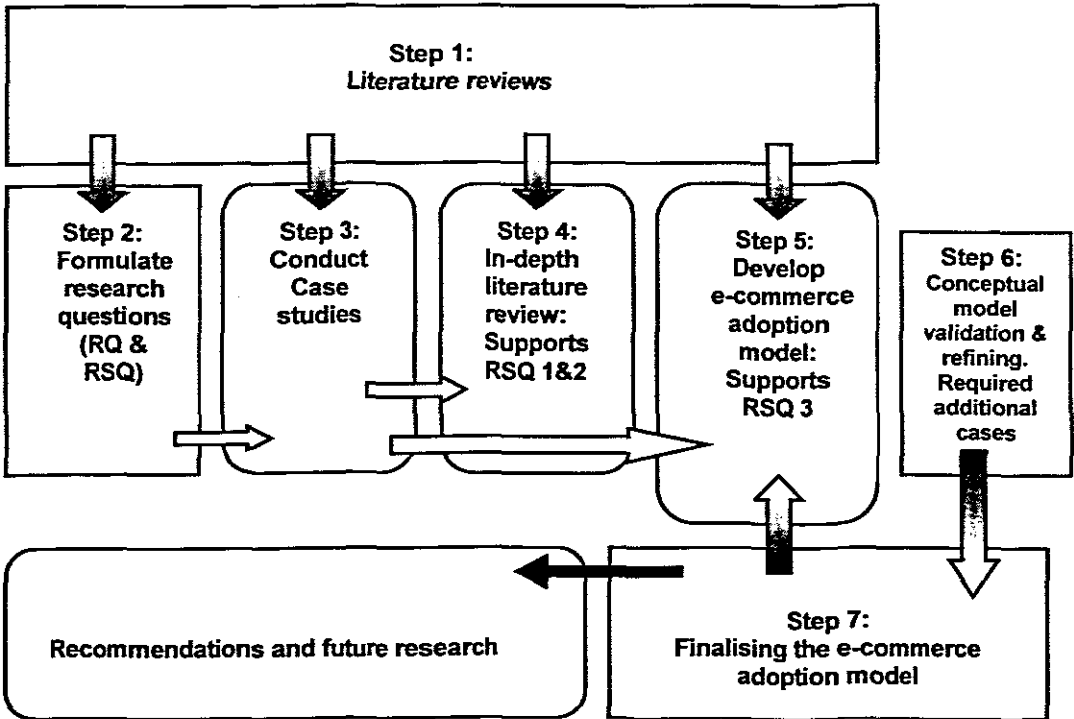 Step 1:
Literature reviews
Step 2:
Formulate
research
questions
(RQ &
RSQ)
Step 3:
Conduct
Case
studies
Step 4:
In-depth
literature
review:
Supports
RSQ 1&2
Step 5:
Develop
e-commerce
adoption
model:
Supports
RSQ 3
Step 6:
Conceptual
model
validation &
refining.
Required
additional
cases
Recommendations and future research
Step 7:
Finalising the e-commerce
adoption model